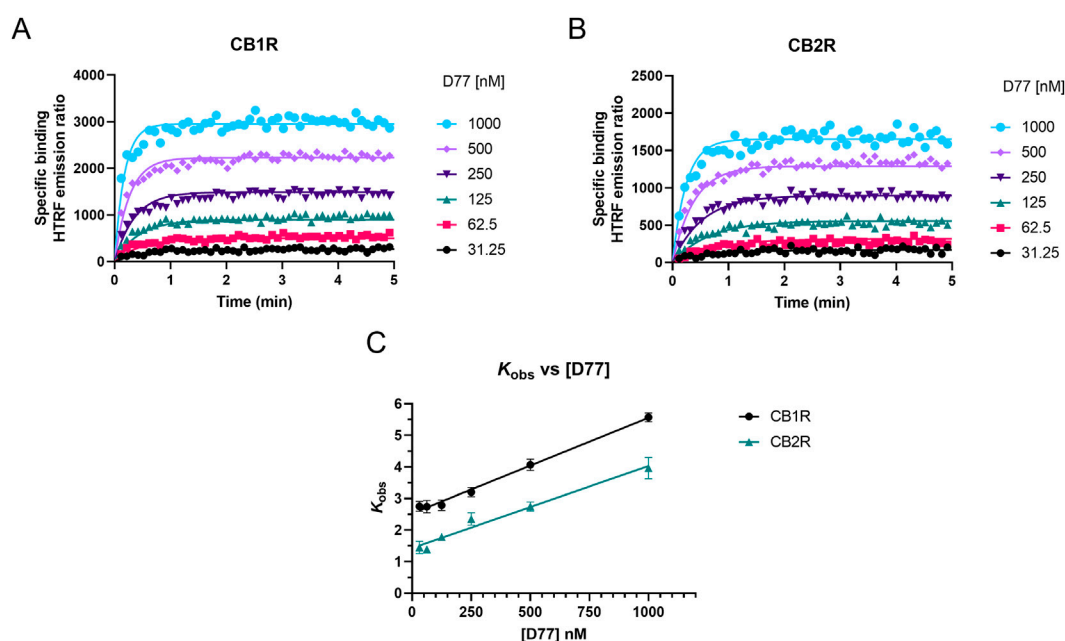 A
CB1R
Specific binding
HTRF emission ratio
4000
3000
2000
1000
0
0
1
2
3
4
5
Time (min)
D77 [nM]
1000
500
250
125
62.5
31.25
B
CB2R
Specific binding
HTRF emission ratio
2500
2000
1500
1000
500
0
0
1
2
3
4
5
Time (min)
D77 [nM]
1000
500
250
125
62.5
31.25
C
Kobs vs [D77]
Kobs
6
5
4
3
2
1
0
0
250
500
750
1000
[D77] nM
CB1R
CB2R